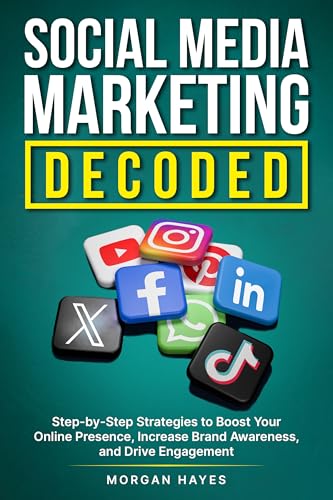 SOCIAL MEDIA
MARKETING
DECODED
in
X
f
Step-by-Step Strategies to Boost Your
Online Presence, Increase Brand Awareness,
and Drive Engagement
MORGAN HAYES